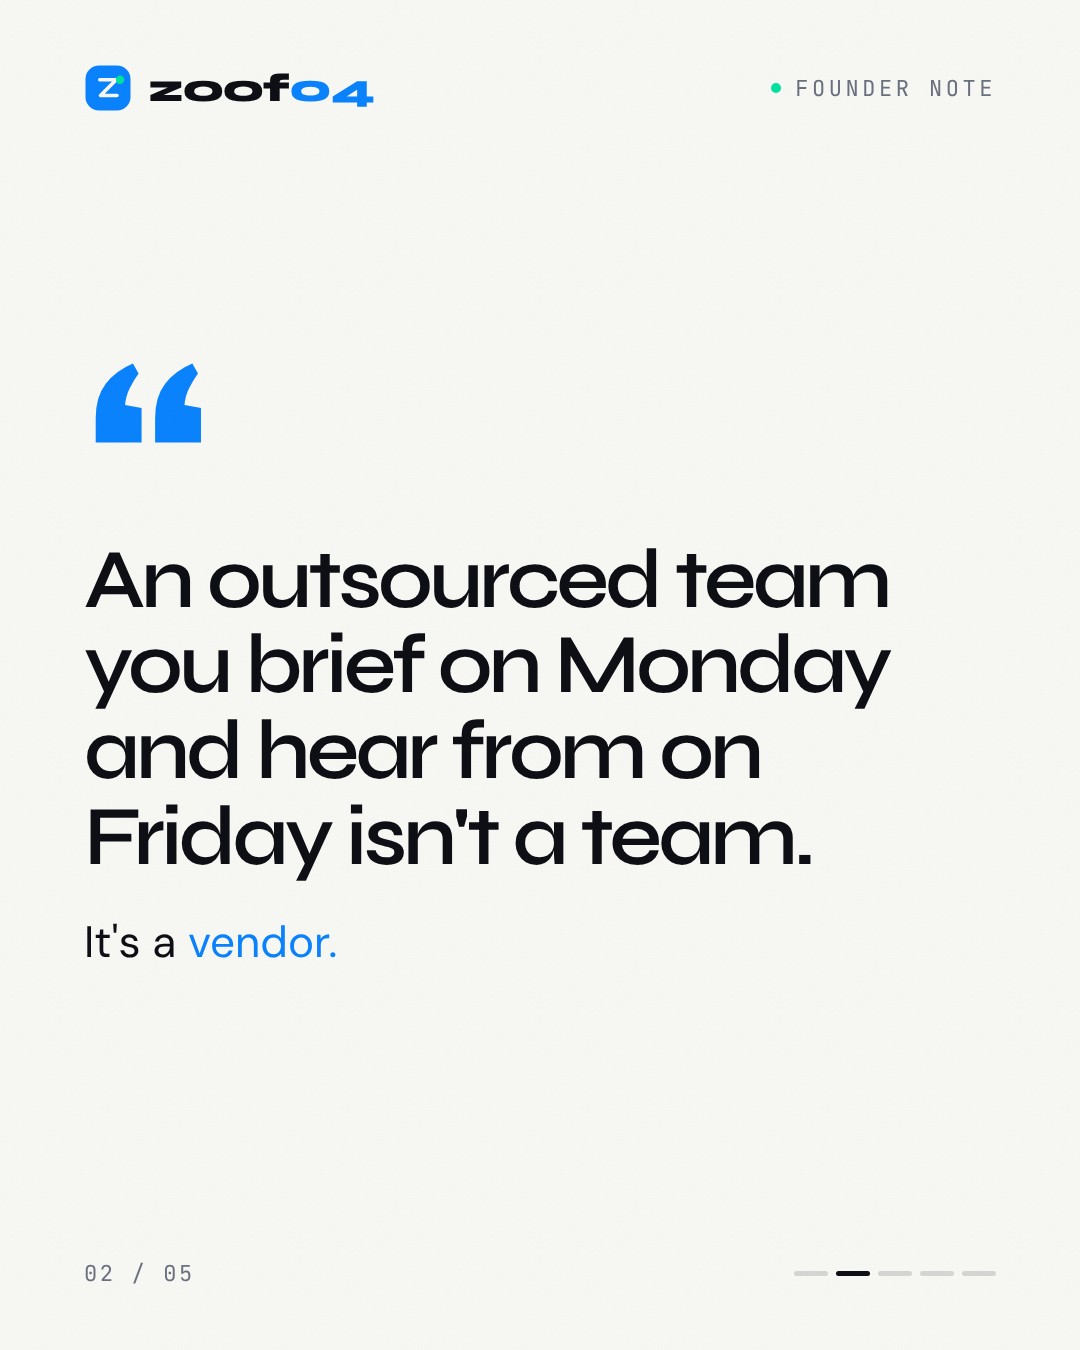 Z zoof04
FOUNDER NOTE
“
An outsourced team
you brief on Monday
and hear from on
Friday isn't a team.
It's a vendor.
02 / 05